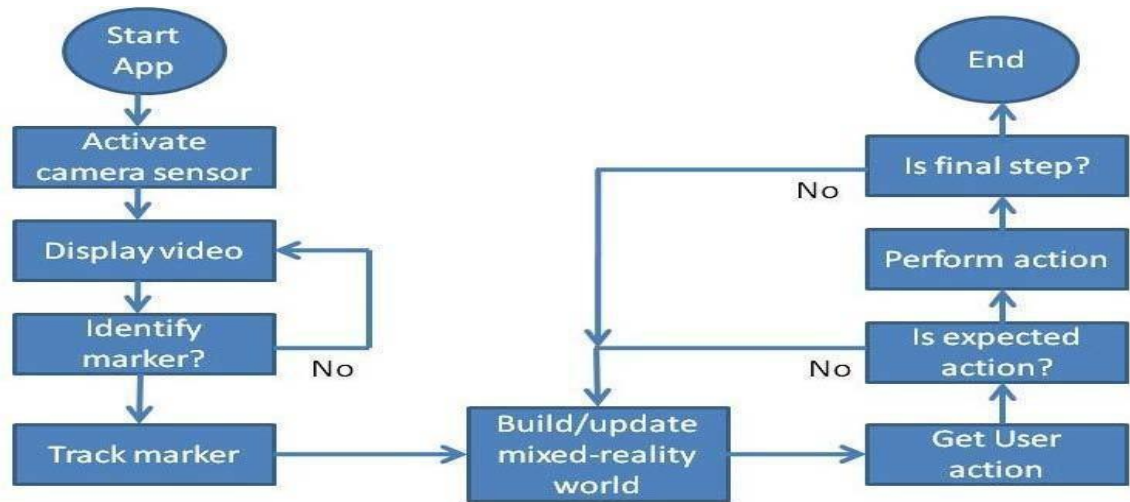 Start
App
Activate
camera sensor
Display video
Identify
marker?
No
Track marker
Build/update
mixed-reality
world
Get User
action
Is expected
action?
No
Perform action
Is final step?
No
End